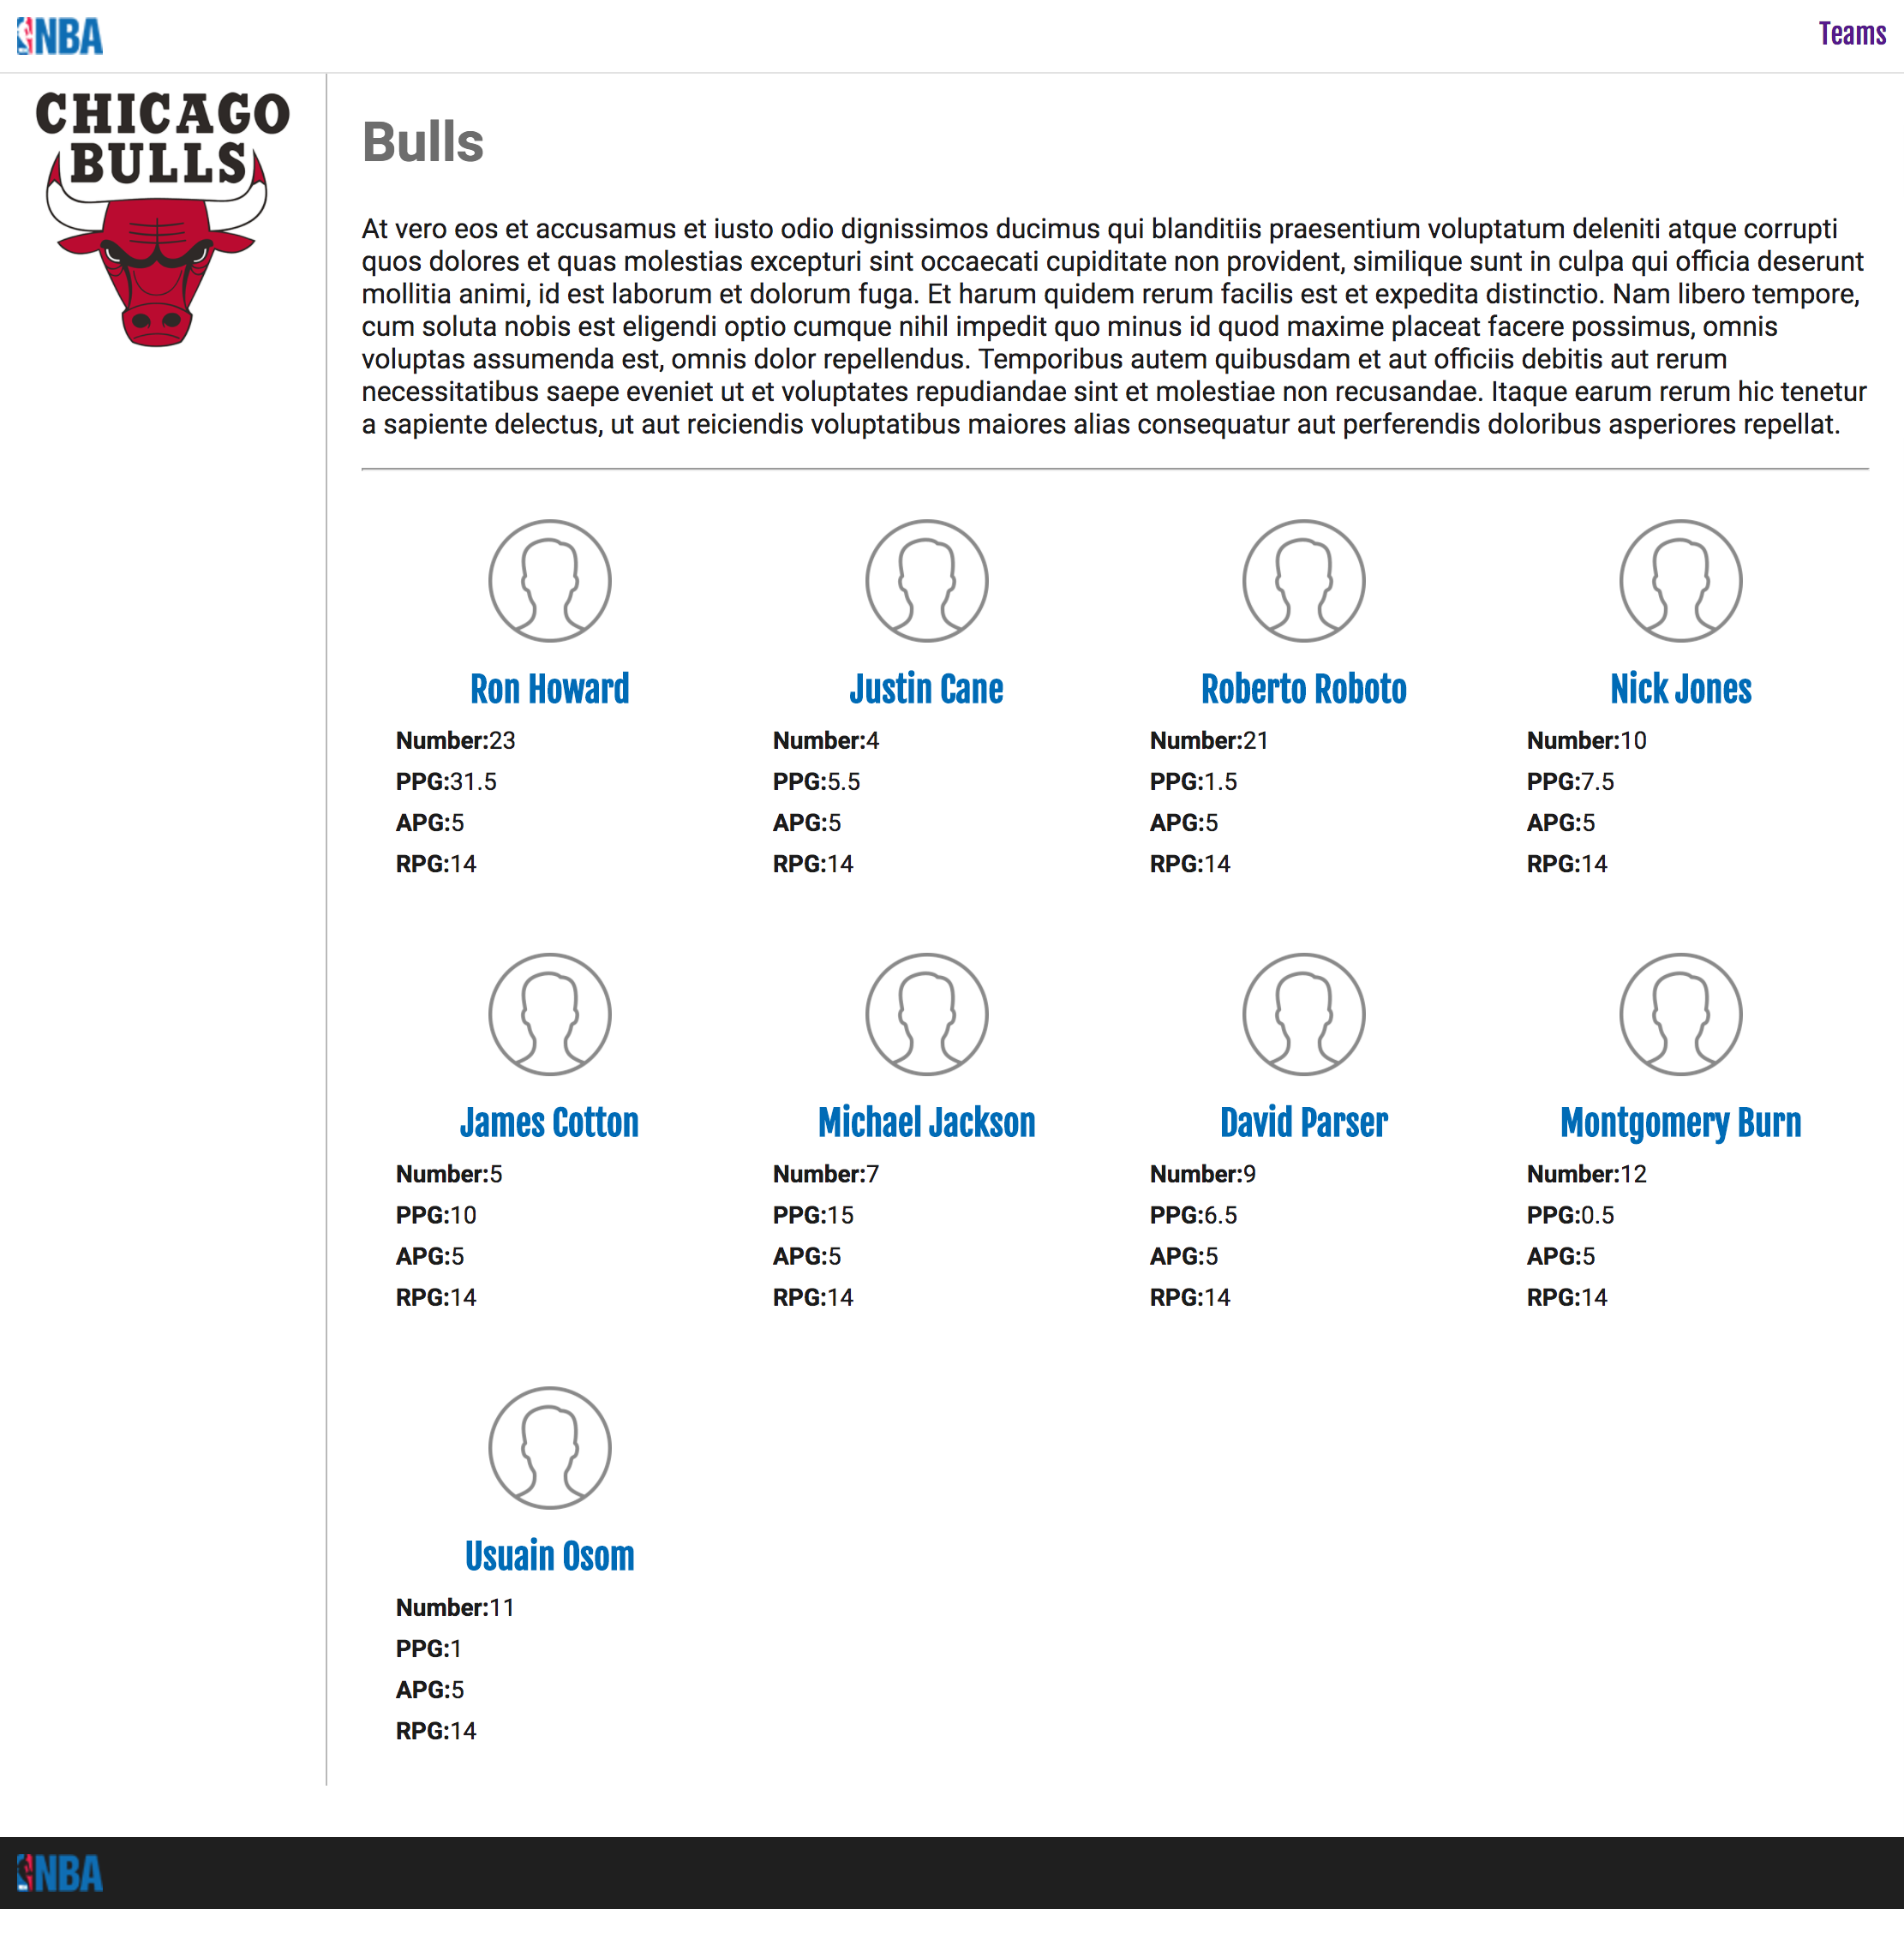 NBA
Teams
CHICAGO
BULLS
Bulls
At vero eos et accusamus et iusto odio dignissimos ducimus qui blanditiis praesentium voluptatum deleniti atque corrupti
quos dolores et quas molestias excepturi sint occaecati cupiditate non provident, similique sunt in culpa qui officia deserunt
mollitia animi, id est laborum et dolorum fuga. Et harum quidem rerum facilis est et expedita distinctio. Nam libero tempore,
cum soluta nobis est eligendi optio cumque nihil impedit quo minus id quod maxime placeat facere possimus, omnis
voluptas assumenda est, omnis dolor repellendus. Temporibus autem quibusdam et aut officiis debitis aut rerum
necessitatibus saepe eveniet ut et voluptates repudiandae sint et molestiae non recusandae. Itaque earum rerum hic tenetur
a sapiente delectus, ut aut reiciendis voluptatibus maiores alias consequatur aut perferendis doloribus asperiores repellat.
Ron Howard
Number:23
PPG:31.5
APG:5
RPG:14
Justin Cane
Number:4
PPG:5.5
APG:5
RPG:14
Roberto Roboto
Number:21
PPG:1.5
APG:5
RPG:14
Nick Jones
Number:10
PPG:7.5
APG:5
RPG:14
James Cotton
Number:5
PPG:10
APG:5
RPG:14
Michael Jackson
Number:7
PPG:15
APG:5
RPG:14
David Parser
Number:9
PPG:6.5
APG:5
RPG:14
Montgomery Burn
Number:12
PPG:0.5
APG:5
RPG:14
Usuain Osom
Number:11
PPG:1
APG:5
RPG:14
NBA